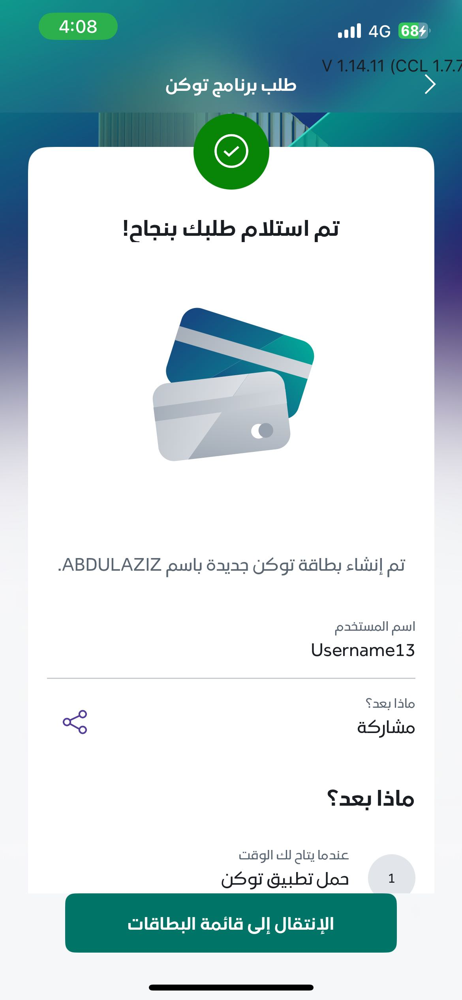 4:08
4G
68
V 1.14.11 (CCL 1.7.7
طلب برنامج توكن
تم استلام طلبك بنجاح!
تم إنشاء بطاقة توكن جديدة باسم ABDULAZIZ.
اسم المستخدم
Username13
ماذا بعد؟
مشاركة
ماذا بعد؟
1
عندما يتاح لك الوقت
حمل تطبيق توكن
الإنتقال إلى قائمة البطاقات